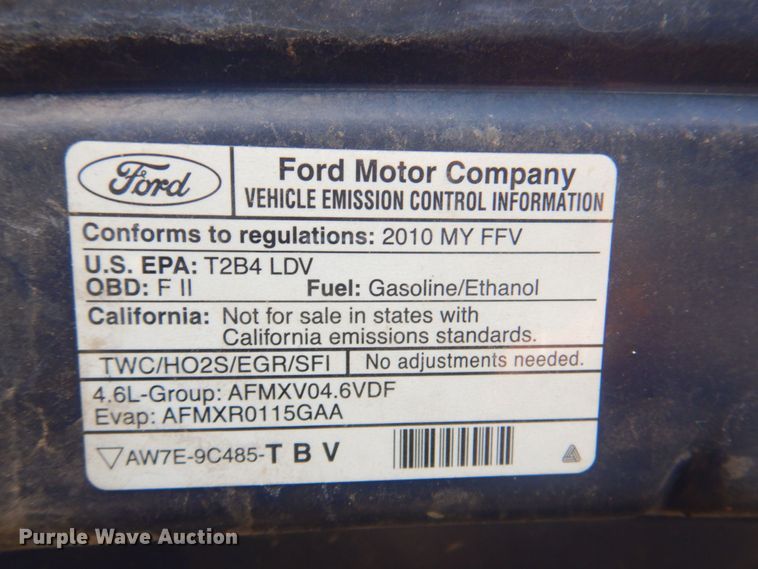 Ford
Ford Motor Company
VEHICLE EMISSION CONTROL INFORMATION
Conforms to regulations: 2010 MY FFV
U.S. EPA: T2B4 LDV
OBD: F II Fuel: Gasoline/Ethanol
California: Not for sale in states with
California emissions standards.
TWC/HO2S/EGR/SFI No adjustments needed.
4.6L-Group: AFMXV04.6VDF
Evap: AFMXR0115GAA
AW7E-9C485-T B V
Purple Wave Auction